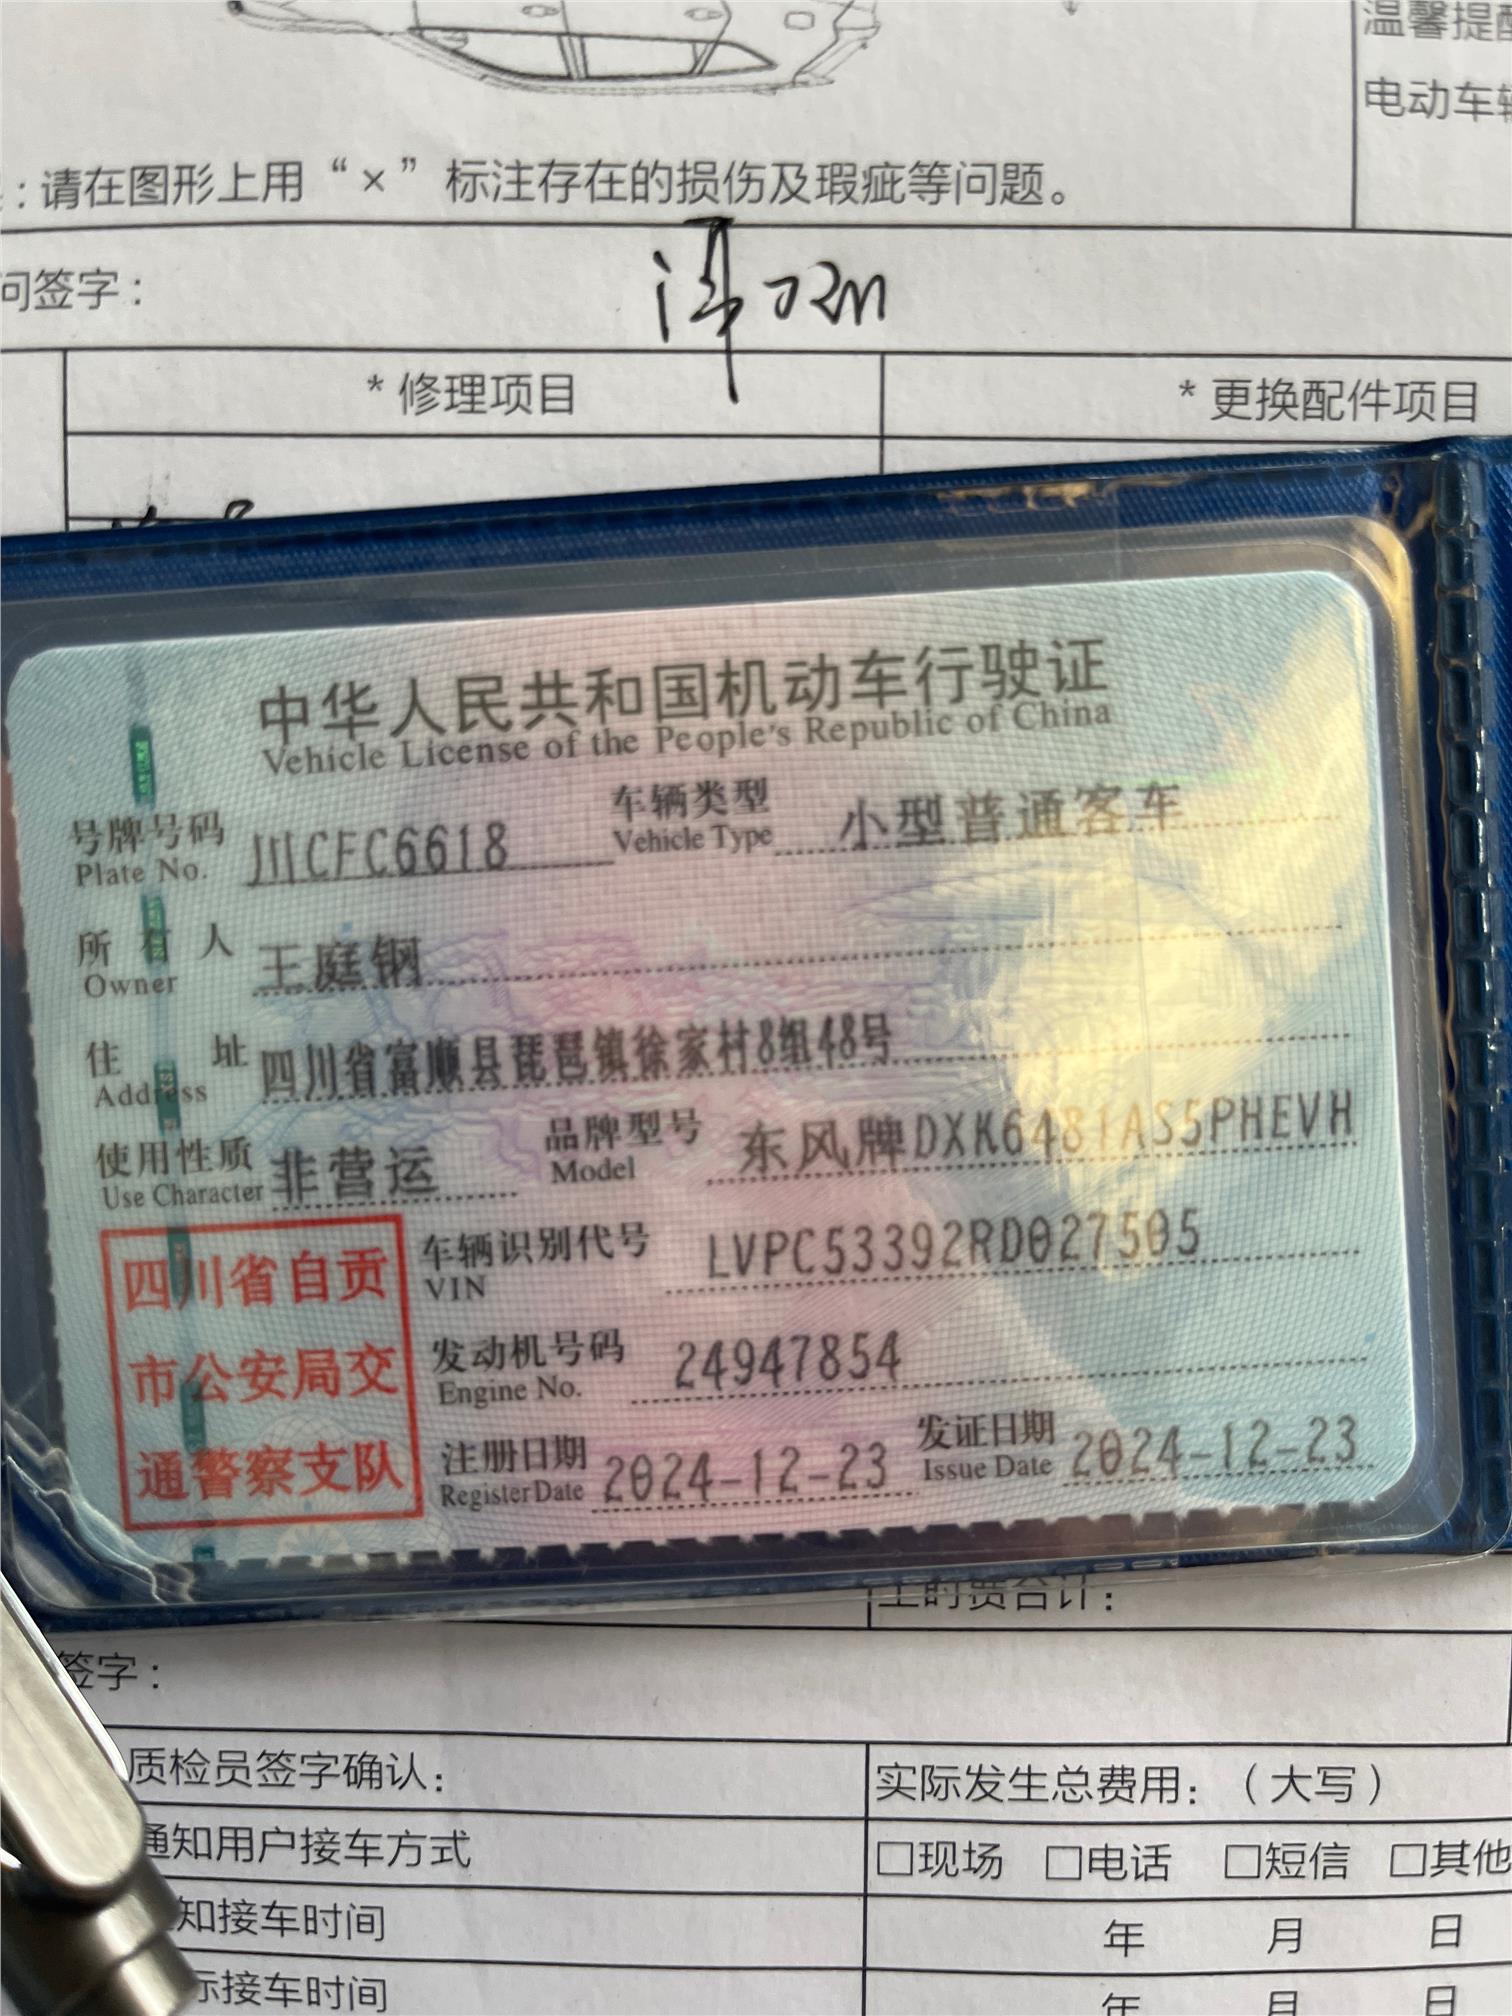 温馨提
电动车
:请在图形上用“×”标注存在的损伤及瑕疵等问题。
问签字:
*修理项目
*更换配件项目
中华人民共和国机动车行驶证
Vehicle License of the People's Republic of China
号牌号码 川CFC6618 车辆类型 小型普通客车
Plate No. Vehicle Type
所有人 王庭钢
Owner
住址 四川省富顺县琵琶镇徐家村8组48号
Address
使用性质 非营运 品牌型号 东风牌DXK6481AS5PHEVH
Use Character Model
四川省自贡
市公安局交
通警察支队
车辆识别代号 LVPC53392RD027505
VIN
发动机号码 24947854
Engine No.
注册日期 2024-12-23 发证日期 2024-12-23
Register Date Issue Date
工时费合计:
签字:
质检员签字确认:
实际发生总费用:(大写)
通知用户接车方式
□现场 □电话 □短信 □其他
知接车时间
年 月 日
际接车时间
年 月 日